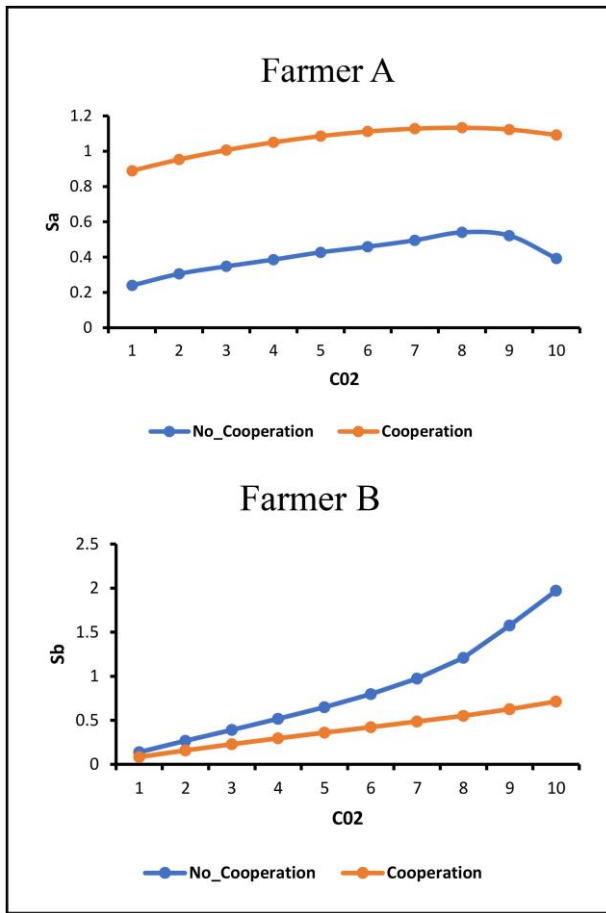 Farmer A
1.2
1
0.8
0.6
0.4
0.2
0
Sa
1 2 3 4 5 6 7 8 9 10
C02
No_Cooperation Cooperation
Farmer B
2.5
2
1.5
1
0.5
0
Sb
1 2 3 4 5 6 7 8 9 10
C02
No_Cooperation Cooperation